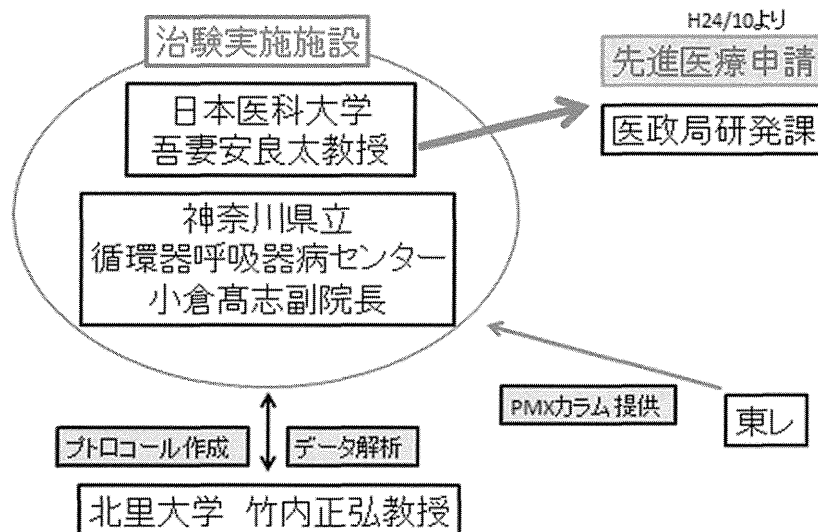 H24/10より
治験実施施設
先進医療申請
日本医科大学
吾妻安良太教授
医政局研発課
神奈川県立
循環器呼吸器病センター
小倉髙志副院長
PMXカラム提供
東レ
プトロコール作成
データ解析
北里大学 竹内正弘教授